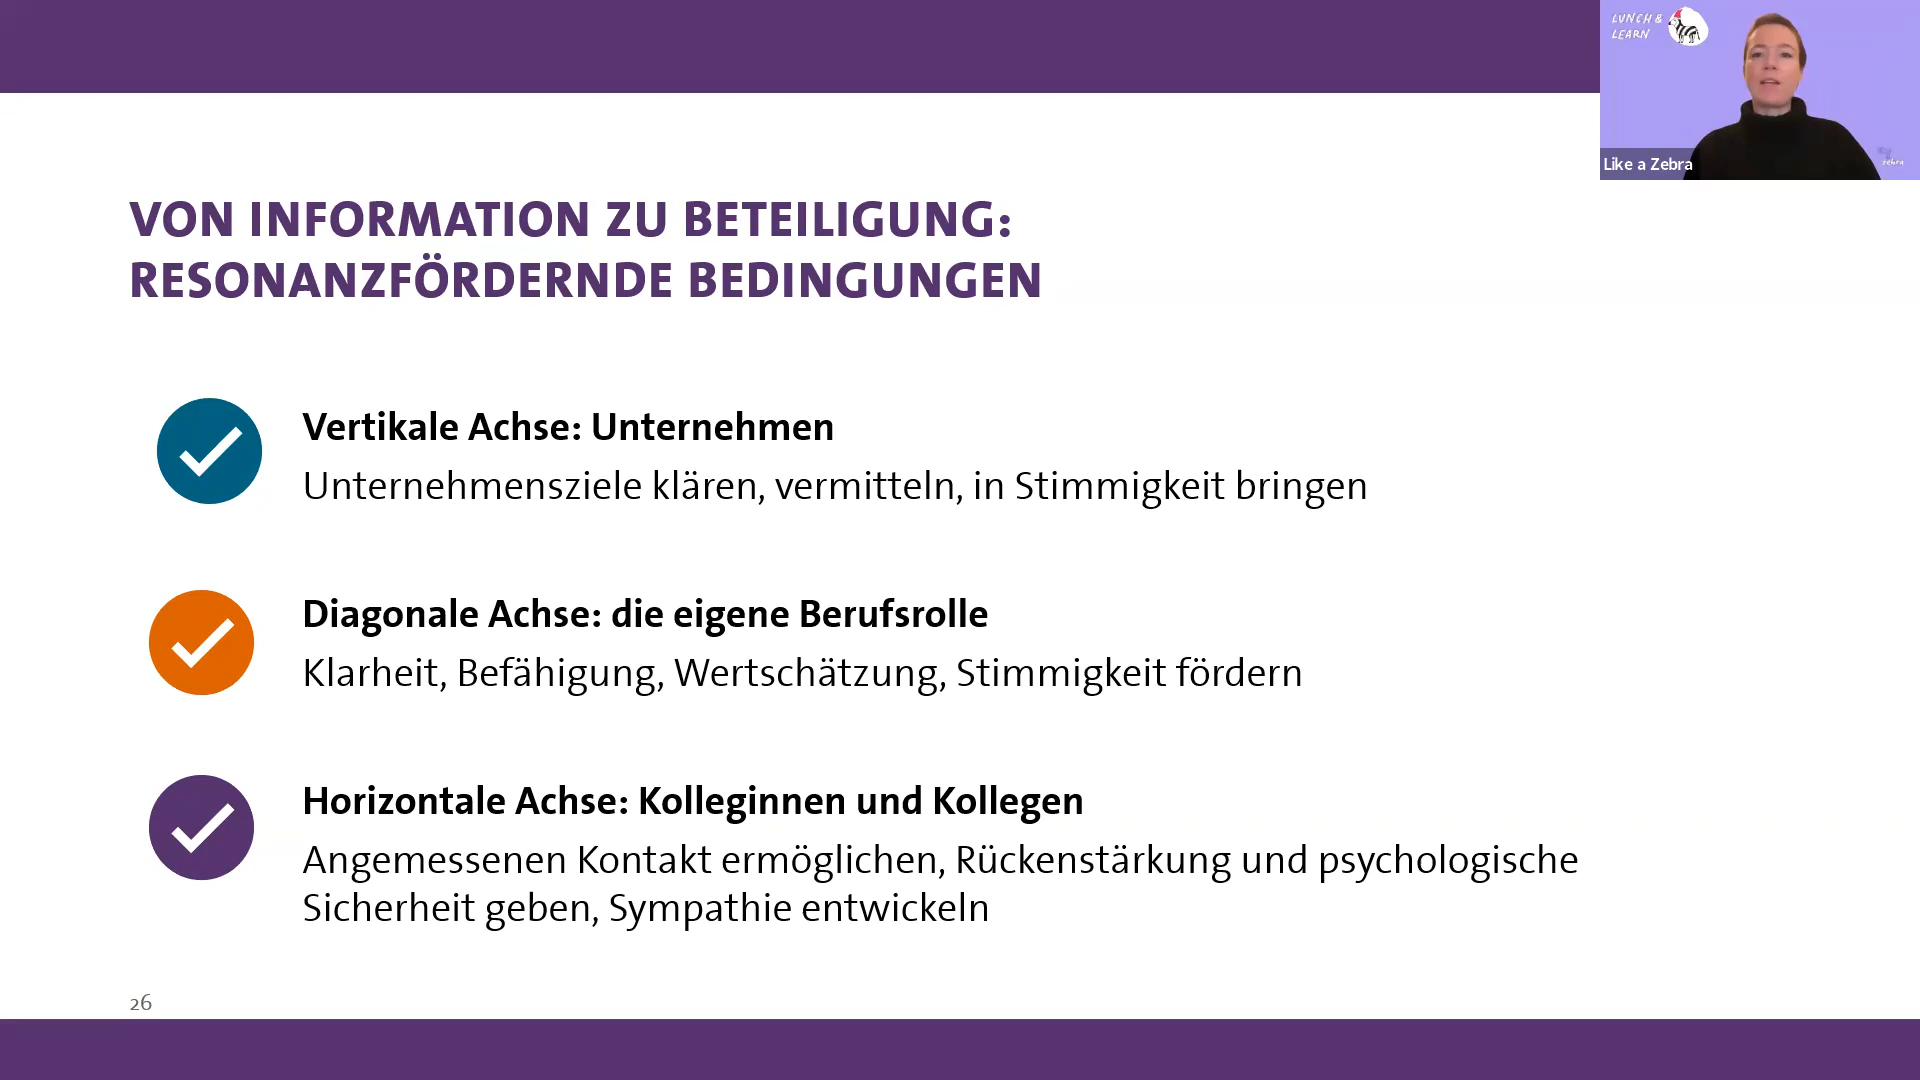 LUNCH &
LEARN
Like a Zebra
zebra
VON INFORMATION ZU BETEILIGUNG:
RESONANZFÖRDERNDE BEDINGUNGEN
Vertikale Achse: Unternehmen
Unternehmensziele klären, vermitteln, in Stimmigkeit bringen
Diagonale Achse: die eigene Berufsrolle
Klarheit, Befähigung, Wertschätzung, Stimmigkeit fördern
Horizontale Achse: Kolleginnen und Kollegen
Angemessenen Kontakt ermöglichen, Rückenstärkung und psychologische
Sicherheit geben, Sympathie entwickeln
26